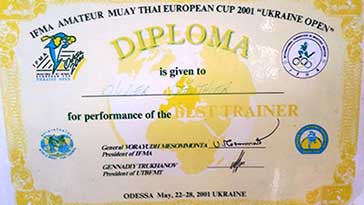 IFMA AMATEUR MUAY THAI EUROPEAN CUP 2001 "UKRAINE OPEN"
DIPLOMA
is given to
for performance of the BEST TRAINER
General VORAYUDH MESOMMONTA
President of IFMA
GENNADIY TRUKHANOV
President of UTBFMT
ODESSA May, 22-28, 2001 UKRAINE